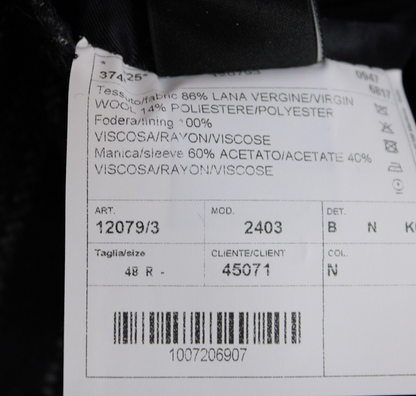 374.25*
0947
6817
Tessuto/fabric 86% LANA VERGINE/VIRGIN
WOOL 14% POLIESTERE/POLYESTER
Fodera/lining 100%
VISCOSA/RAYON/VISCOSE
Manica/sleeve 60% ACETATO/ACETATE 40%
VISCOSA/RAYON/VISCOSE
ART. MOD. DET.
12079/3 2403 B N
Taglia/size CLIENTE/CLIENT COL.
48 R - 45071 N
1007206907